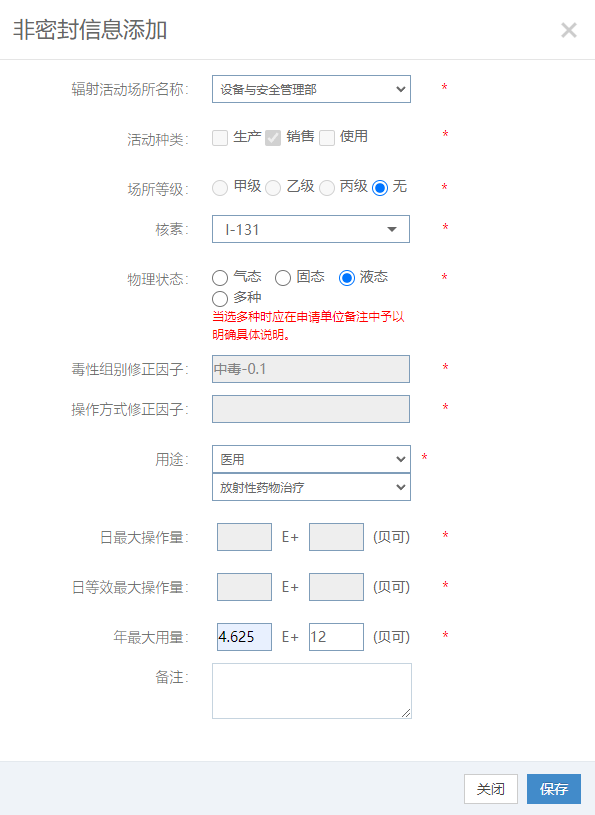 非密封信息添加 ×
辐射活动场所名称: 设备与安全管理部 *
活动种类: 生产 销售 使用 *
场所等级: 甲级 乙级 丙级 无 *
核素: I-131 *
物理状态: 气态 固态 液态 *
多种
当选多种时应在申请单位备注中予以
明确具体说明。
毒性组别修正因子: 中毒-0.1 *
操作方式修正因子: *
用途: 医用 *
放射性药物治疗
日最大操作量: E+ (贝可) *
日等效最大操作量: E+ (贝可) *
年最大用量: 4.625 E+ 12 (贝可) *
备注:
关闭 保存